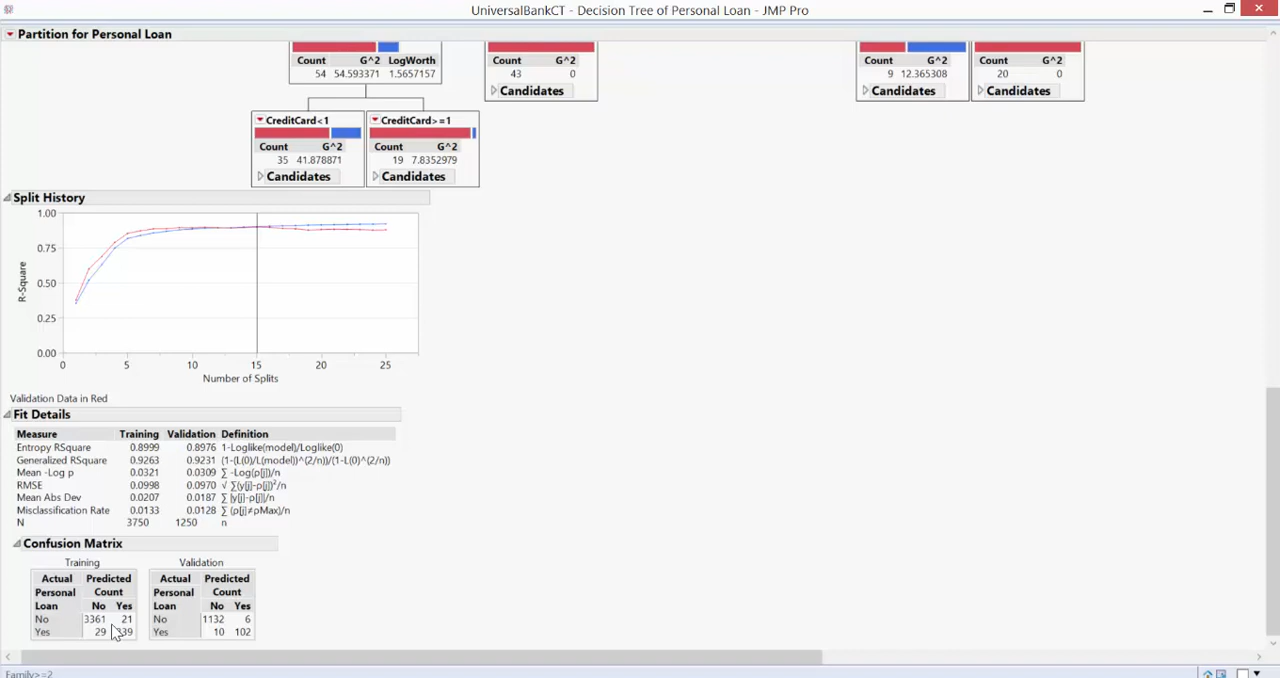 UniversalBankCT - Decision Tree of Personal Loan - JMP Pro
Partition for Personal Loan
Count G^2 LogWorth
54 54.593371 1.5657157
Count G^2
43 0
Candidates
Count G^2
9 12.365308
Candidates
Count G^2
20 0
Candidates
CreditCard<1
Count G^2
35 41.878871
Candidates
CreditCard>=1
Count G^2
19 7.8352979
Candidates
Split History
1.00
0.75
0.50
0.25
0.00
R-Square
0 5 10 15 20 25
Number of Splits
Validation Data in Red
Fit Details
Measure Training Validation Definition
Entropy RSquare 0.8999 0.8976 1-Loglike(model)/Loglike(0)
Generalized RSquare 0.9263 0.9231 (1-(L(0)/L(model))^(2/n))/(1-L(0)^(2/n))
Mean -Log p 0.0321 0.0309 ∑ -Log(ρ[j])/n
RMSE 0.0998 0.0970 √ ∑(y[j]-ρ[j])²/n
Mean Abs Dev 0.0207 0.0187 ∑ |y[j]-ρ[j]|/n
Misclassification Rate 0.0133 0.0128 ∑ (ρ[j]≠ρMax)/n
N 3750 1250 n
Confusion Matrix
Training
Actual Predicted
Personal Count
Loan No Yes
No 3361 21
Yes 29
Validation
Actual Predicted
Personal Count
Loan No Yes
No 1132 6
Yes 10 102
Family>=2